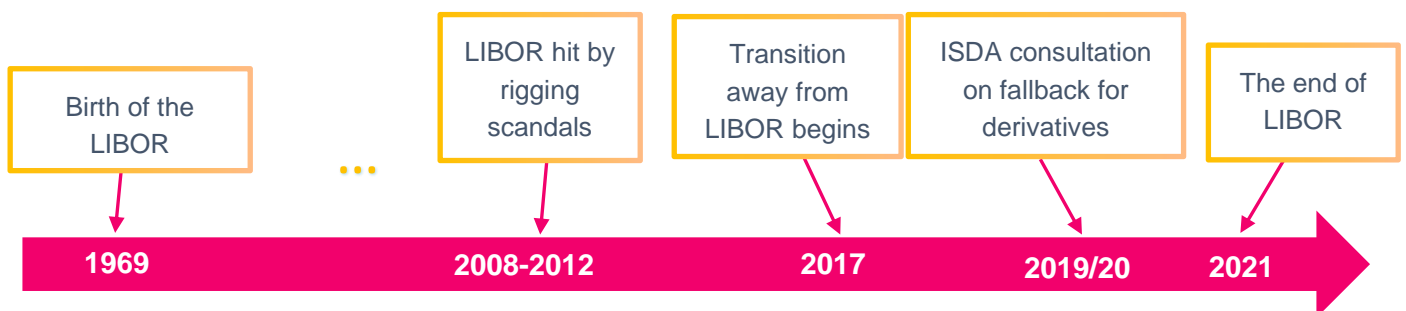 Birth of the
LIBOR
...
LIBOR hit by
rigging
scandals
Transition
away from
LIBOR begins
ISDA consultation
on fallback for
derivatives
The end of
LIBOR
1969
2008-2012
2017
2019/20
2021